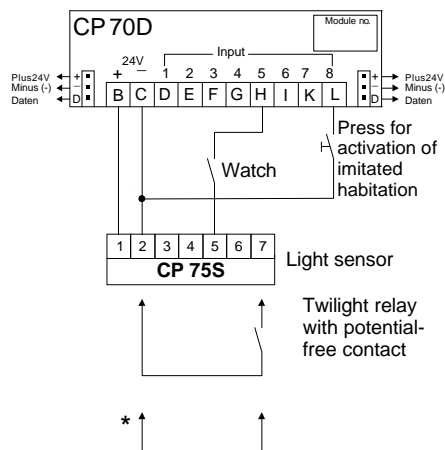 CP 70D
Module no.
24V
Input
+ — 1 2 3 4 5 6 7 8
B C D E F G H I K L
Plus24V
Minus (-)
Daten
+
—
D
+
—
D
Plus24V
Minus (-)
Daten
Press for
activation of
imitated
habitation
Watch
1 2 3 4 5 6 7
CP 75S
Light sensor
Twilight relay
with potential-
free contact
*